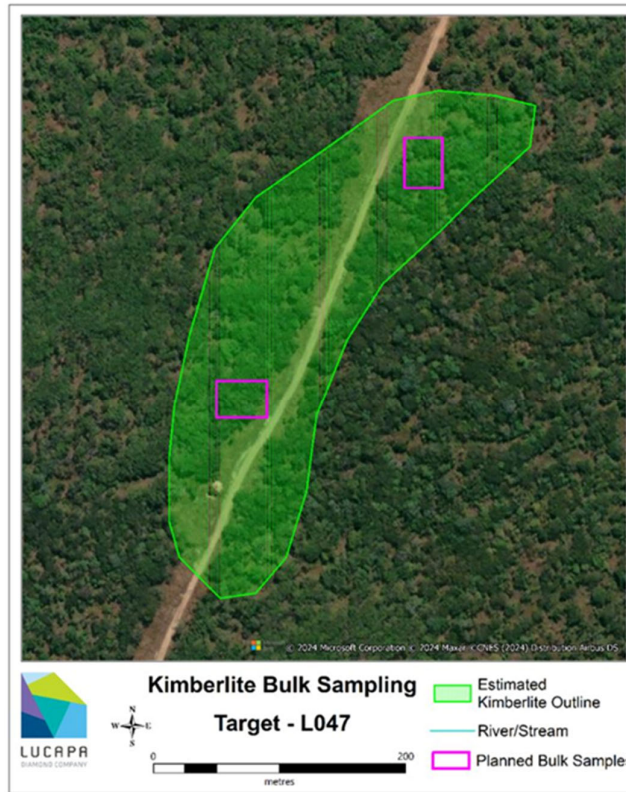 © 2024 Microsoft Corporation © 2024 Maxar ©CNES (2024) Distribution Airbus DS
Kimberlite Bulk Sampling
Target - L047
LUCAPA
DIAMOND COMPANY
N
W E
S
0 200
metres
Estimated
Kimberlite Outline
River/Stream
Planned Bulk Samples